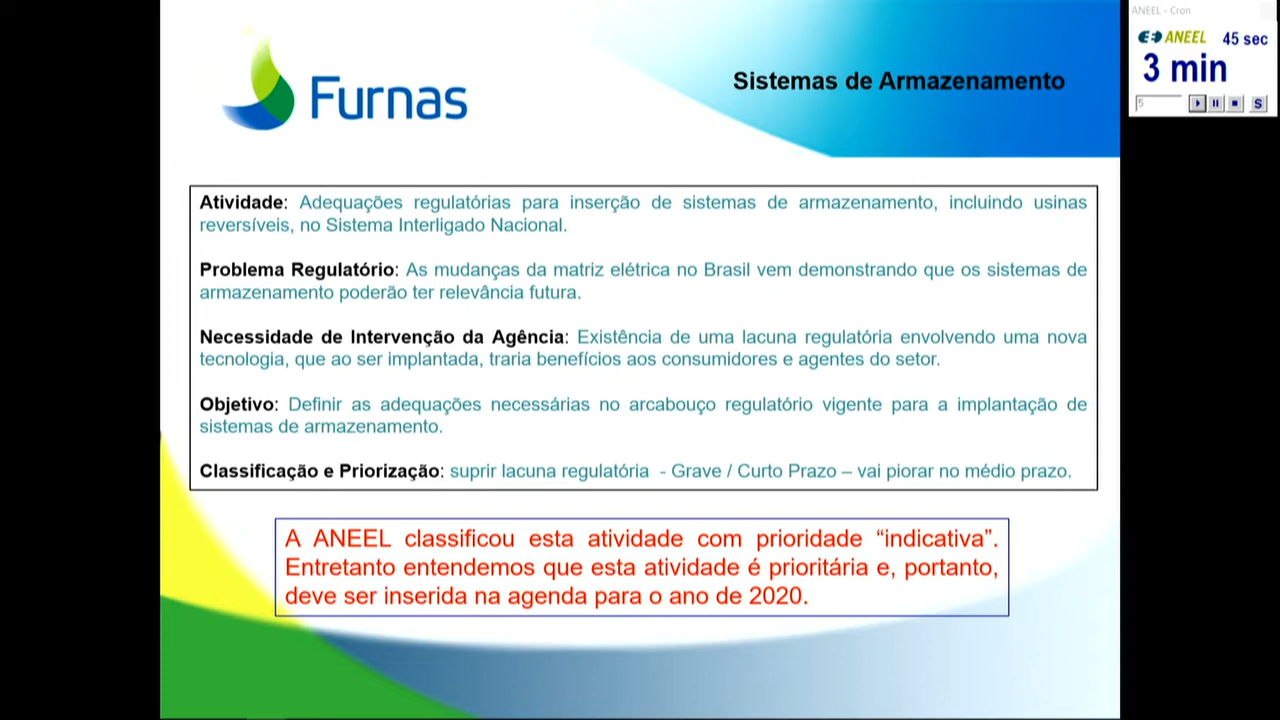 Furnas
Sistemas de Armazenamento
ANEEL - Cron
ANEEL 45 sec
3 min
5
S
Atividade: Adequações regulatórias para inserção de sistemas de armazenamento, incluindo usinas
reversíveis, no Sistema Interligado Nacional.
Problema Regulatório: As mudanças da matriz elétrica no Brasil vem demonstrando que os sistemas de
armazenamento poderão ter relevância futura.
Necessidade de Intervenção da Agência: Existência de uma lacuna regulatória envolvendo uma nova
tecnologia, que ao ser implantada, traria benefícios aos consumidores e agentes do setor.
Objetivo: Definir as adequações necessárias no arcabouço regulatório vigente para a implantação de
sistemas de armazenamento.
Classificação e Priorização: suprir lacuna regulatória - Grave / Curto Prazo – vai piorar no médio prazo.
A ANEEL classificou esta atividade com prioridade “indicativa”.
Entretanto entendemos que esta atividade é prioritária e, portanto,
deve ser inserida na agenda para o ano de 2020.